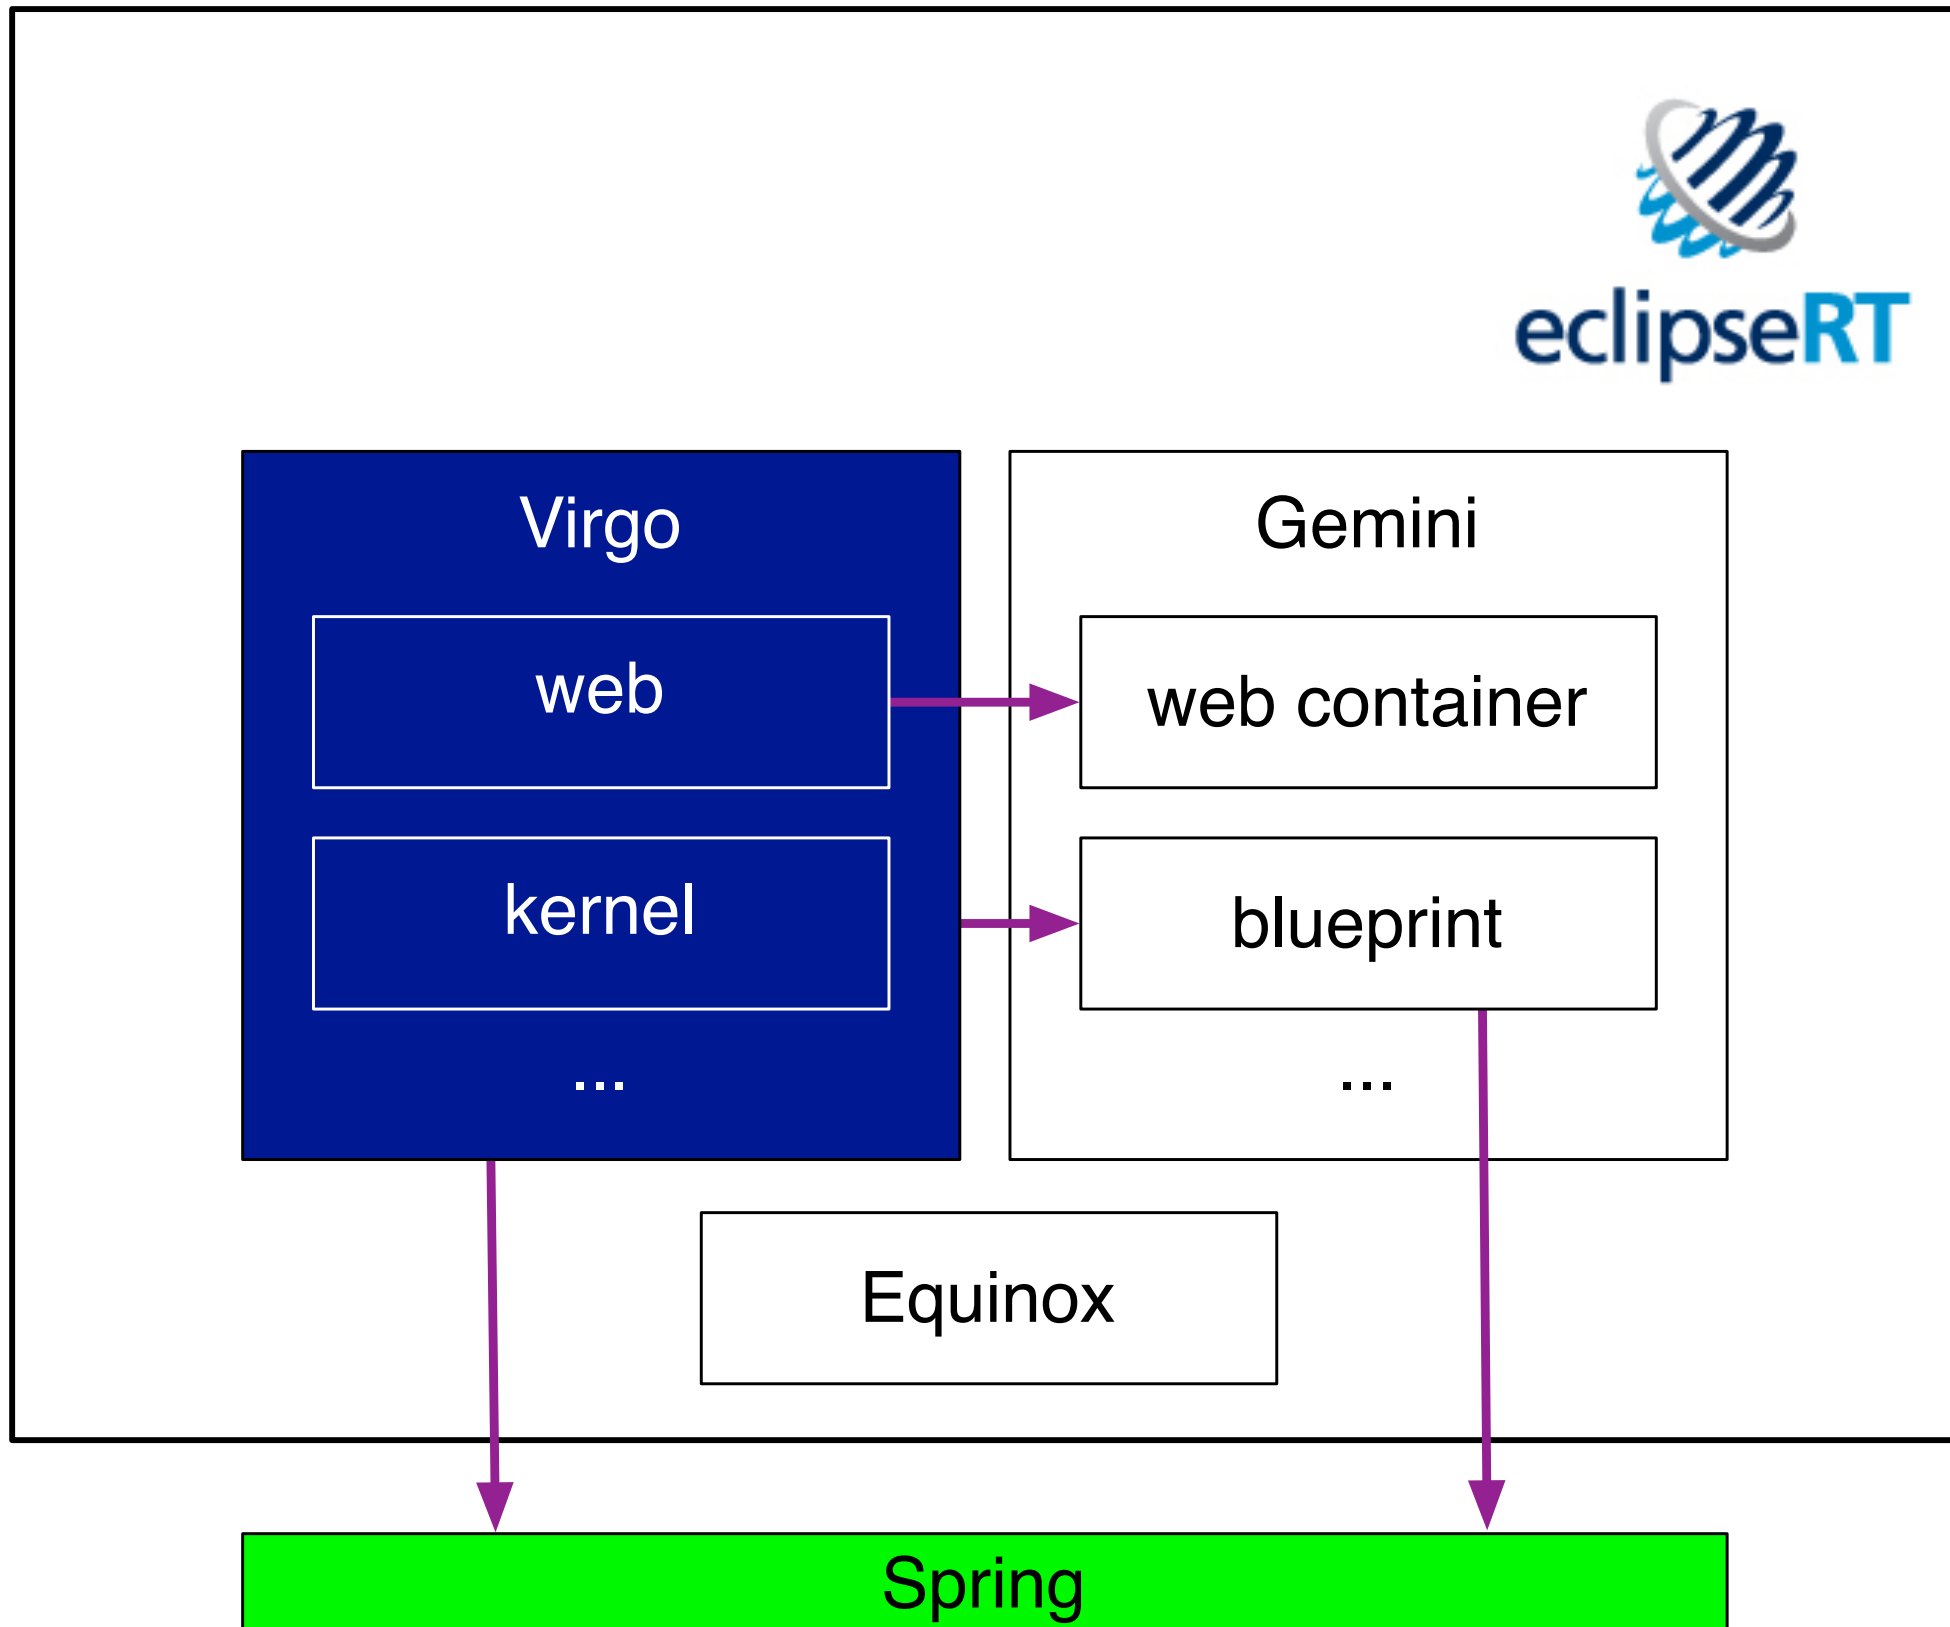 eclipseRT
Virgo
Gemini
web
web container
kernel
blueprint
...
...
Equinox
Spring